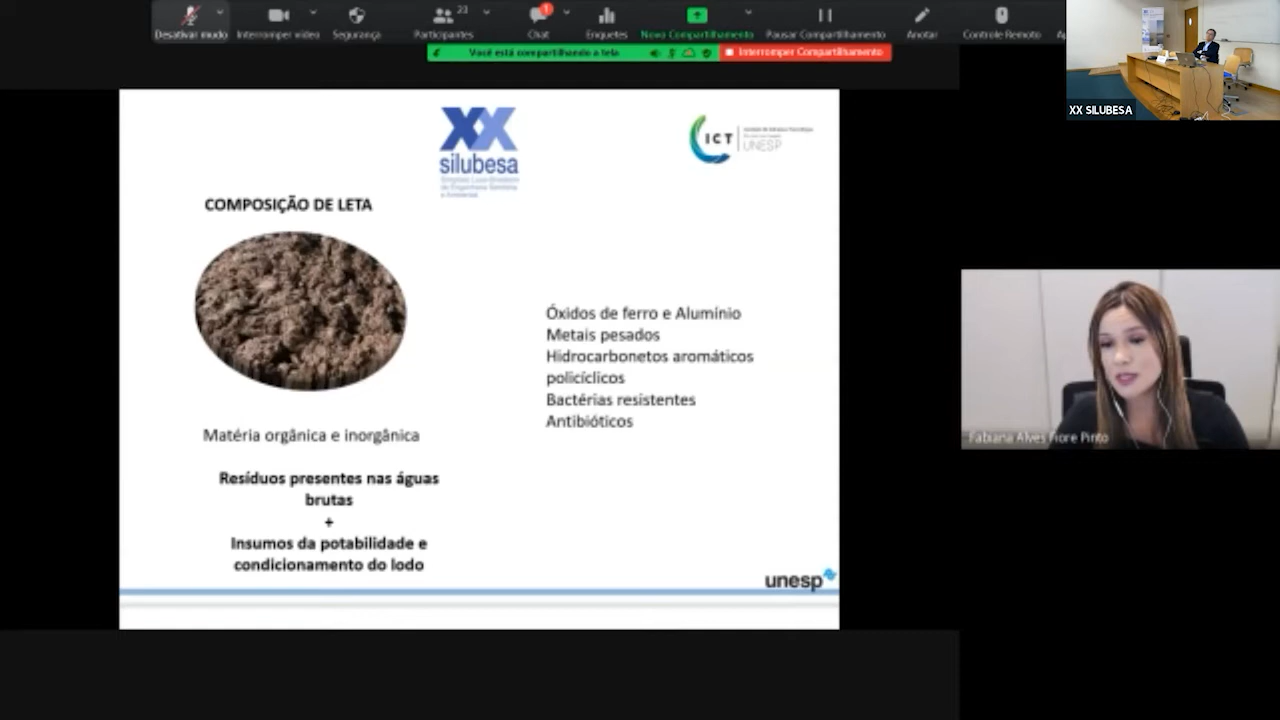 Desativar mudo
Interromper vídeo
Segurança
Participantes
23
Chat
1
Enquetes
Novo Compartilhamento
Pausar Compartilhamento
Anotar
Controle Remoto
Você está compartilhando a tela
Interromper Compartilhamento
XX SILUBESA
XX
silubesa
ICT
UNESP
COMPOSIÇÃO DE LETA
Óxidos de ferro e Alumínio
Metais pesados
Hidrocarbonetos aromáticos
policíclicos
Bactérias resistentes
Antibióticos
Matéria orgânica e inorgânica
Resíduos presentes nas águas
brutas
+
Insumos da potabilidade e
condicionamento do lodo
unesp
Fabiana Alves Fiore Pinto